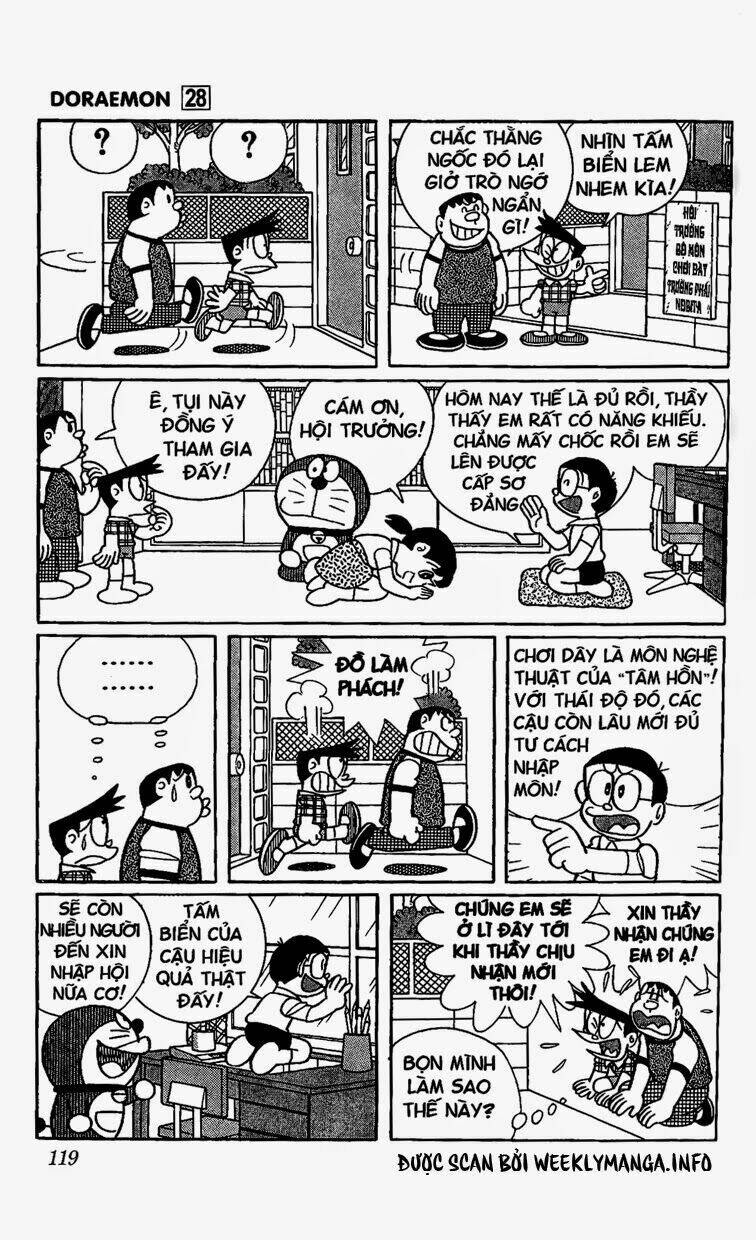 DORAEMON 28
NHÌN TẤM
BIỂN LEM
NHEM KÌA!
HỘI
TRƯỜNG
BỘ MÔN
CHƠI DÂY
TRƯỜNG PHÁI
NOBITA
CHẮC THẰNG
NGỐC ĐÓ LẠI
GIỞ TRÒ NGỚ
NGẨN
GÌ!
?
?
HÔM NAY THẾ LÀ ĐỦ RỒI, THẦY
THẤY EM RẤT CÓ NĂNG KHIẾU.
CHẲNG MẤY CHỐC RỒI EM SẼ
LÊN ĐƯỢC
CẤP SƠ
ĐẲNG
CÁM ƠN,
HỘI TRƯỞNG!
Ê, TỤI NÀY
ĐỒNG Ý
THAM GIA
ĐẤY!
CHƠI DÂY LÀ MÔN NGHỆ
THUẬT CỦA "TÂM HỒN"!
VỚI THÁI ĐỘ ĐÓ, CÁC
CẬU CÒN LÂU MỚI ĐỦ
TƯ CÁCH
NHẬP
MÔN!
ĐỒ LÀM
PHÁCH!
......
......
XIN THẦY
NHẬN CHÚNG
EM ĐI Ạ!
CHÚNG EM SẼ
Ở LÌ ĐÂY TỚI
KHI THẦY CHỊU
NHẬN MỚI
THÔI!
BỌN MÌNH
LÀM SAO
THẾ NÀY?
TẤM
BIỂN CỦA
CẬU HIỆU
QUẢ THẬT
ĐẤY!
SẼ CÒN
NHIỀU NGƯỜI
ĐẾN XIN
NHẬP HỘI
NỮA CƠ!
119
ĐƯỢC SCAN BỞI WEEKLYMANGA.INFO